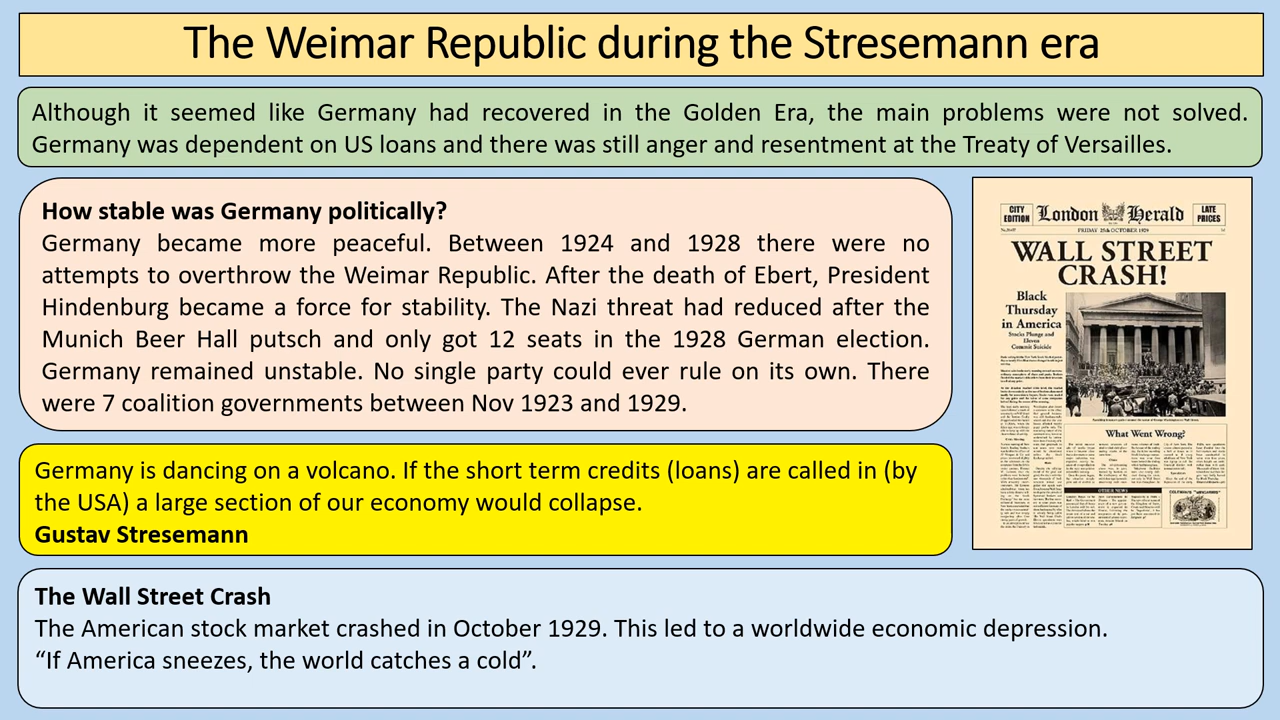 The Weimar Republic during the Stresemann era
Although it seemed like Germany had recovered in the Golden Era, the main problems were not solved.
Germany was dependent on US loans and there was still anger and resentment at the Treaty of Versailles.
How stable was Germany politically?
Germany became more peaceful. Between 1924 and 1928 there were no
attempts to overthrow the Weimar Republic. After the death of Ebert, President
Hindenburg became a force for stability. The Nazi threat had reduced after the
Munich Beer Hall putsch and only got 12 seats in the 1928 German election.
Germany remained unstable. No single party could ever rule on its own. There
were 7 coalition governments between Nov 1923 and 1929.
CITY
EDITION
London Herald
LATE
PRICES
FRIDAY 25th OCTOBER 1929
WALL STREET
CRASH!
Black
Thursday
in America
Stocks Plunge and
Eleven
Commit Suicide
What Went Wrong?
OTHER NEWS
Germany is dancing on a volcano. If the short term credits (loans) are called in (by
the USA) a large section of our economy would collapse.
Gustav Stresemann
The Wall Street Crash
The American stock market crashed in October 1929. This led to a worldwide economic depression.
“If America sneezes, the world catches a cold”.